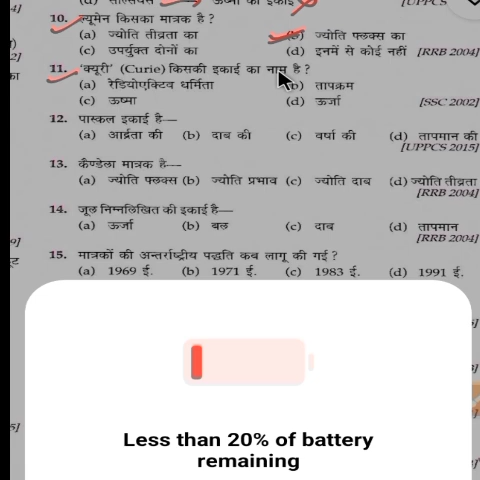 ऊष्मा की इकाई
[UPPCS
10. ल्यूमेन किसका मात्रक है ?
(a) ज्योति तीव्रता का (b) ज्योति फ्लक्स का
(c) उपर्युक्त दोनों का (d) इनमें से कोई नहीं [RRB 2004]
11. 'क्यूरी' (Curie) किसकी इकाई का नाम है ?
(a) रेडियोएक्टिव धर्मिता (b) तापक्रम
(c) ऊष्मा (d) ऊर्जा [SSC 2002]
12. पास्कल इकाई है—
(a) आर्द्रता की (b) दाब की (c) वर्षा की (d) तापमान की
[UPPCS 2015]
13. कैण्डेला मात्रक है—
(a) ज्योति फ्लक्स (b) ज्योति प्रभाव (c) ज्योति दाब (d) ज्योति तीव्रता
[RRB 2004]
14. जूल निम्नलिखित की इकाई है—
(a) ऊर्जा (b) बल (c) दाब (d) तापमान
[RRB 2004]
15. मात्रकों की अन्तर्राष्ट्रीय पद्धति कब लागू की गई ?
(a) 1969 ई. (b) 1971 ई. (c) 1983 ई. (d) 1991 ई.
Less than 20% of battery
remaining